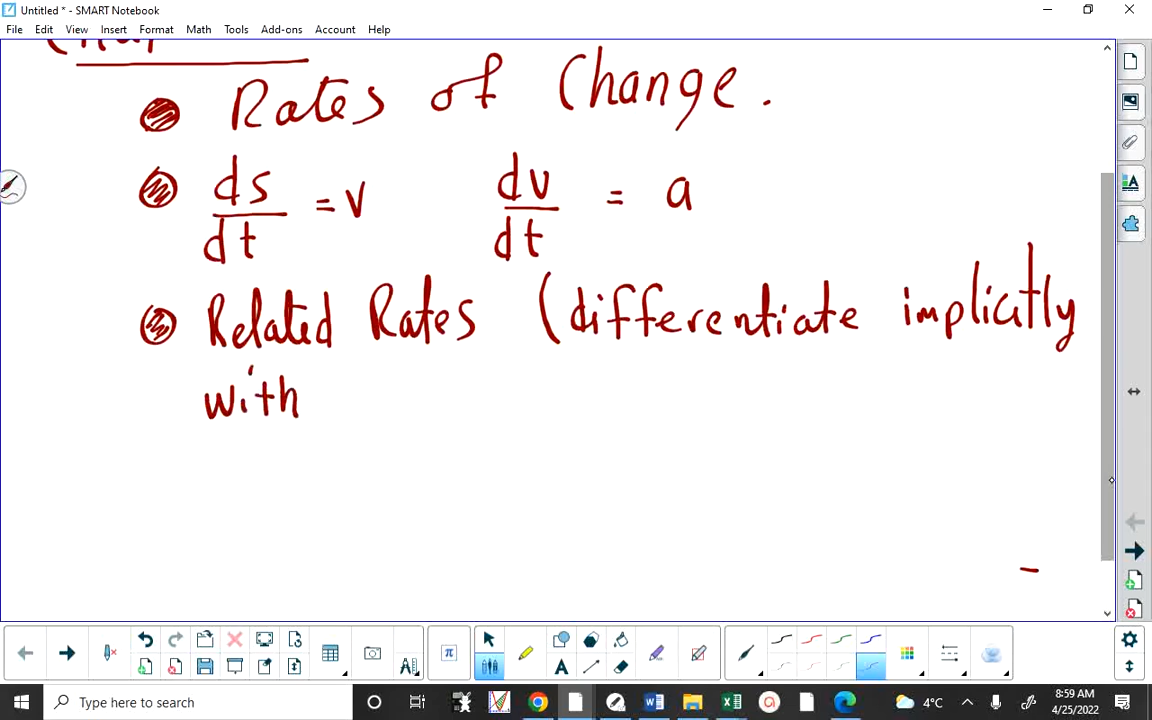 Untitled * - SMART Notebook
File Edit View Insert Format Math Tools Add-ons Account Help
Rates of Change.
ds/dt = v dv/dt = a
Related Rates (differentiate implicitly
with
π
A
Type here to search
4°C
8:59 AM
4/25/2022